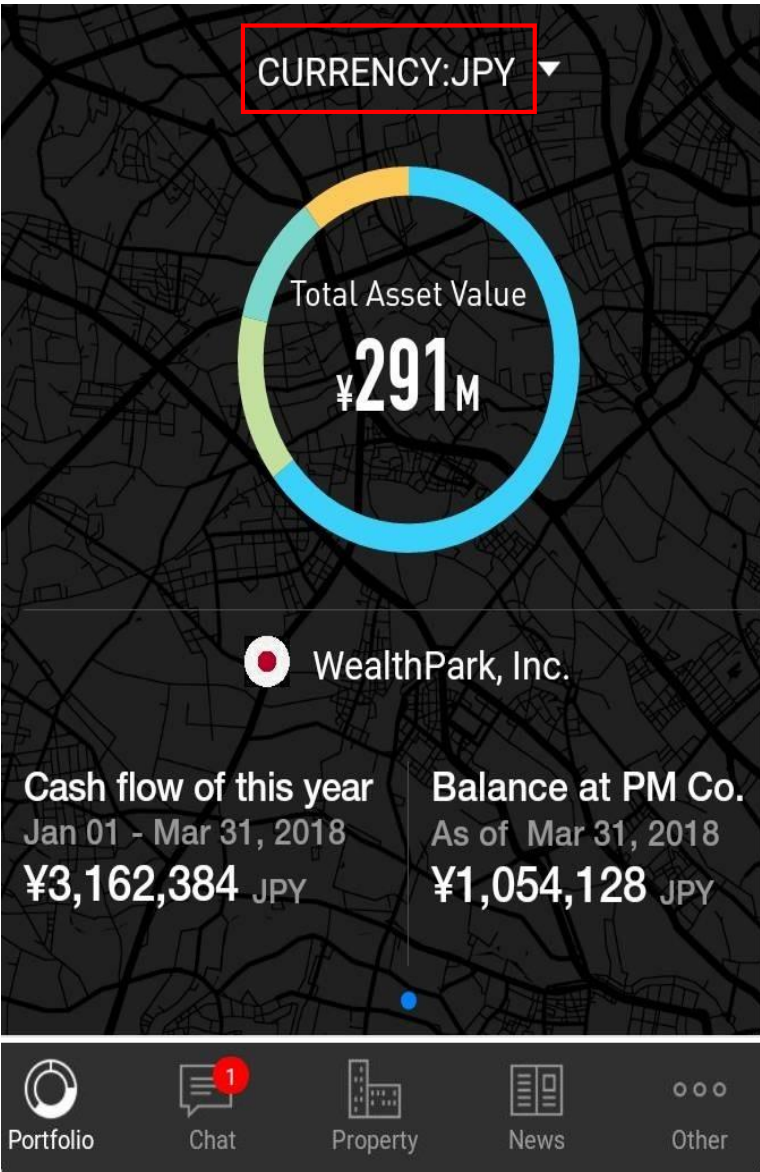 CURRENCY:JPY
Total Asset Value
¥291M
WealthPark, Inc.
Cash flow of this year
Jan 01 - Mar 31, 2018
¥3,162,384 JPY
Balance at PM Co.
As of Mar 31, 2018
¥1,054,128 JPY
1
Portfolio
Chat
Property
News
Other